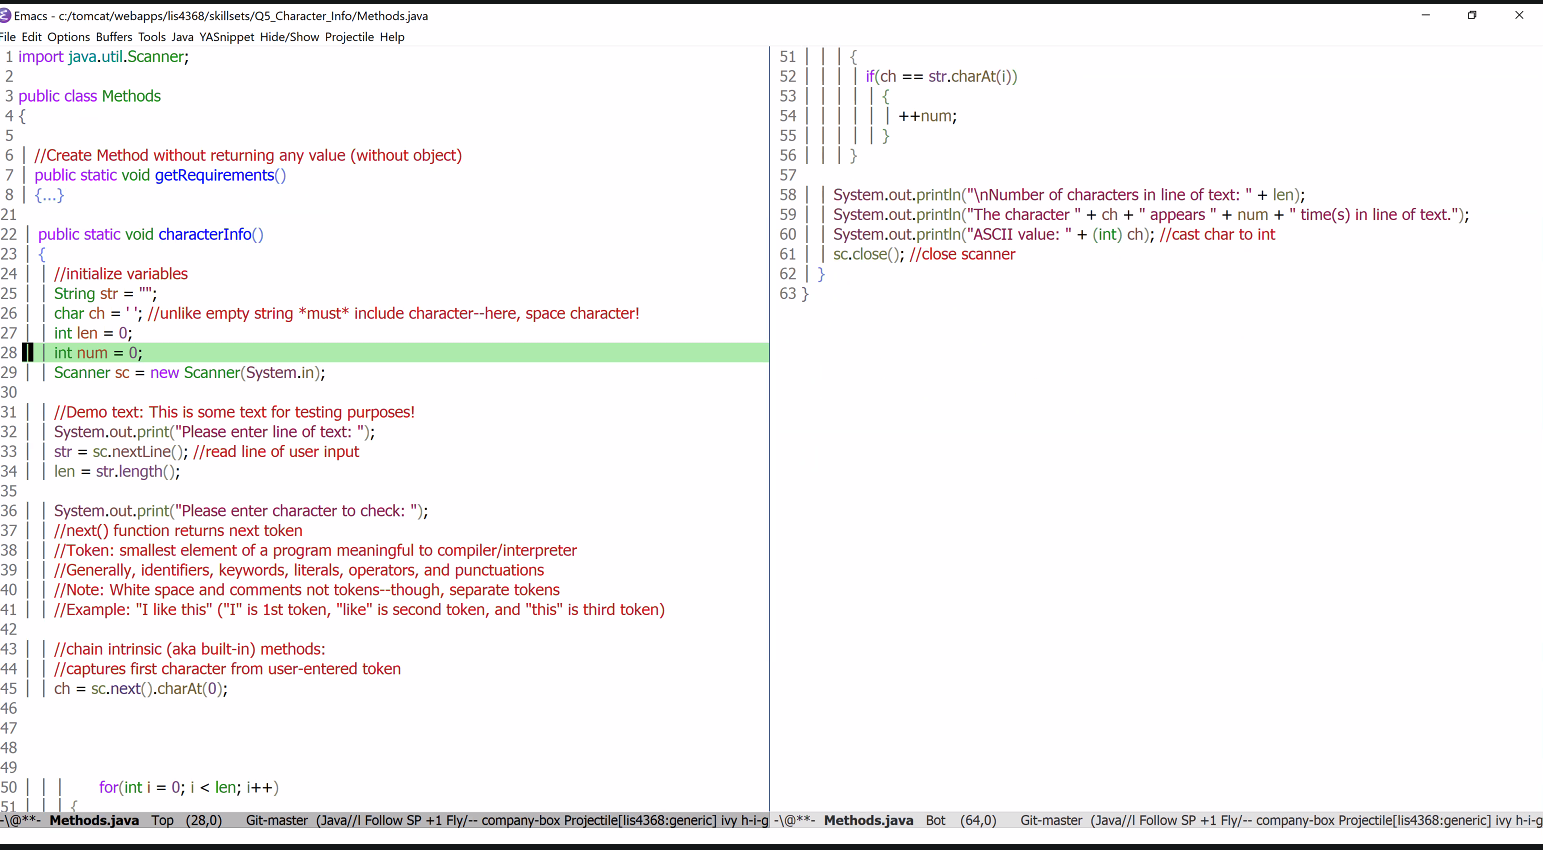 Emacs - c:/tomcat/webapps/lis4368/skillsets/Q5_Character_Info/Methods.java
File Edit Options Buffers Tools Java YASnippet Hide/Show Projectile Help
1 import java.util.Scanner;
2
3 public class Methods
4 {
5
6 | //Create Method without returning any value (without object)
7 | public static void getRequirements()
8 | {...}
21
22 | public static void characterInfo()
23 | {
24 | | //initialize variables
25 | | String str = "";
26 | | char ch = ' '; //unlike empty string *must* include character--here, space character!
27 | | int len = 0;
28 | int num = 0;
29 | | Scanner sc = new Scanner(System.in);
30
31 | | //Demo text: This is some text for testing purposes!
32 | | System.out.print("Please enter line of text: ");
33 | | str = sc.nextLine(); //read line of user input
34 | | len = str.length();
35
36 | | System.out.print("Please enter character to check: ");
37 | | //next() function returns next token
38 | | //Token: smallest element of a program meaningful to compiler/interpreter
39 | | //Generally, identifiers, keywords, literals, operators, and punctuations
40 | | //Note: White space and comments not tokens--though, separate tokens
41 | | //Example: "I like this" ("I" is 1st token, "like" is second token, and "this" is third token)
42
43 | | //chain intrinsic (aka built-in) methods:
44 | | //captures first character from user-entered token
45 | | ch = sc.next().charAt(0);
46
47
48
49
50 | | | for(int i = 0; i < len; i++)
51 | | | {
-\@**- Methods.java Top (28,0) Git-master (Java//l Follow SP +1 Fly/-- company-box Projectile[lis4368:generic] ivy h-i-g
51 | | | {
52 | | | | if(ch == str.charAt(i))
53 | | | | | {
54 | | | | | | ++num;
55 | | | | | }
56 | | | }
57
58 | | System.out.println("\nNumber of characters in line of text: " + len);
59 | | System.out.println("The character " + ch + " appears " + num + " time(s) in line of text.");
60 | | System.out.println("ASCII value: " + (int) ch); //cast char to int
61 | | sc.close(); //close scanner
62 | }
63 }
-\@**- Methods.java Bot (64,0) Git-master (Java//l Follow SP +1 Fly/-- company-box Projectile[lis4368:generic] ivy h-i-g